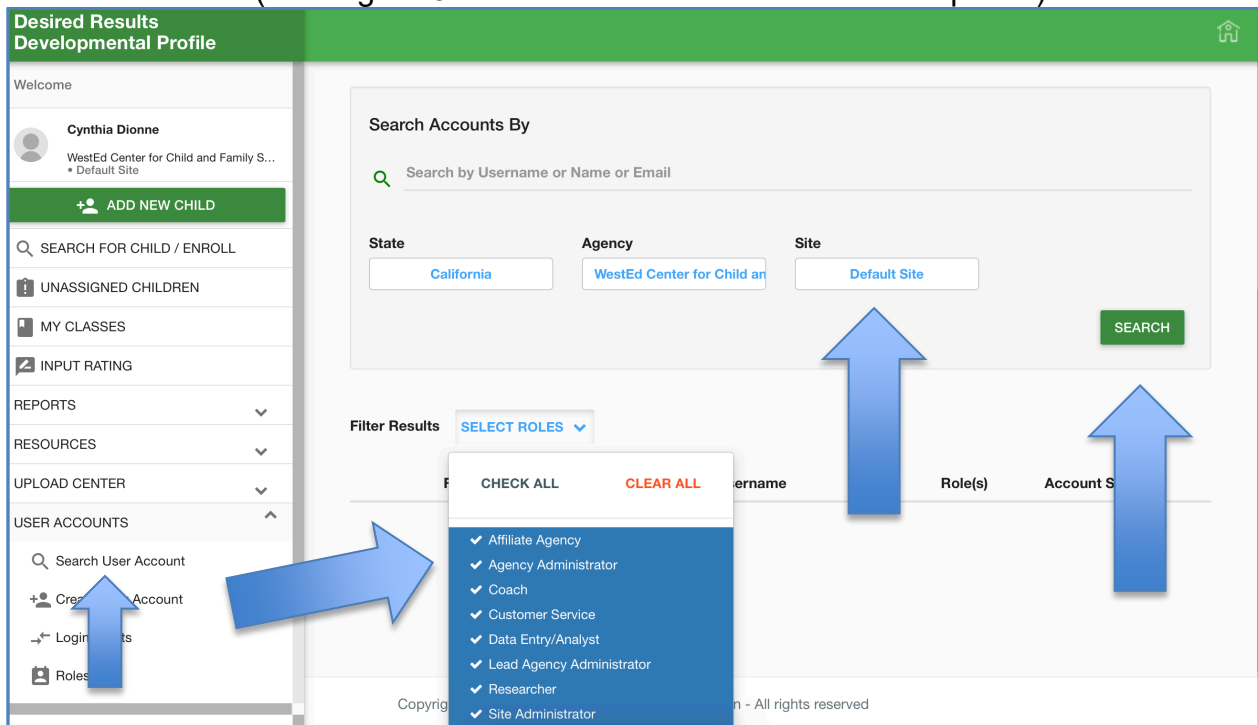 Desired Results
Developmental Profile
Welcome
Cynthia Dionne
WestEd Center for Child and Family S...
• Default Site
ADD NEW CHILD
SEARCH FOR CHILD / ENROLL
UNASSIGNED CHILDREN
MY CLASSES
INPUT RATING
REPORTS
RESOURCES
UPLOAD CENTER
USER ACCOUNTS
Search User Account
Account
Login
Roles
Search Accounts By
Search by Username or Name or Email
State Agency Site
California WestEd Center for Child an Default Site
SEARCH
Filter Results SELECT ROLES
Role(s) Account
CHECK ALL CLEAR ALL
Affiliate Agency
Agency Administrator
Coach
Customer Service
Data Entry/Analyst
Lead Agency Administrator
Researcher
Site Administrator
- All rights reserved